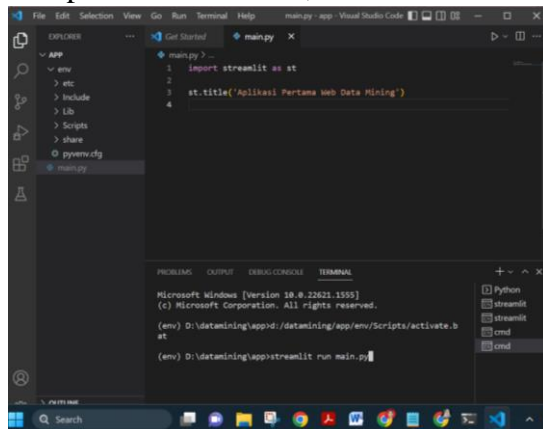 File Edit Selection View Go Run Terminal Help main.py - app - Visual Studio Code
EXPLORER
Get Started
main.py
APP
env
etc
Include
Lib
Scripts
share
pyvenv.cfg
main.py
main.py > ...
1 import streamlit as st
2
3 st.title('Aplikasi Pertama Web Data Mining')
4
PROBLEMS OUTPUT DEBUG CONSOLE TERMINAL
Microsoft Windows [Version 10.0.22621.1555]
(c) Microsoft Corporation. All rights reserved.
(env) D:\datamining\app>d:/datamining/app/env/Scripts/activate.b
at
(env) D:\datamining\app>streamlit run main.py
Python
streamlit
streamlit
cmd
cmd
OUTLINE
Search